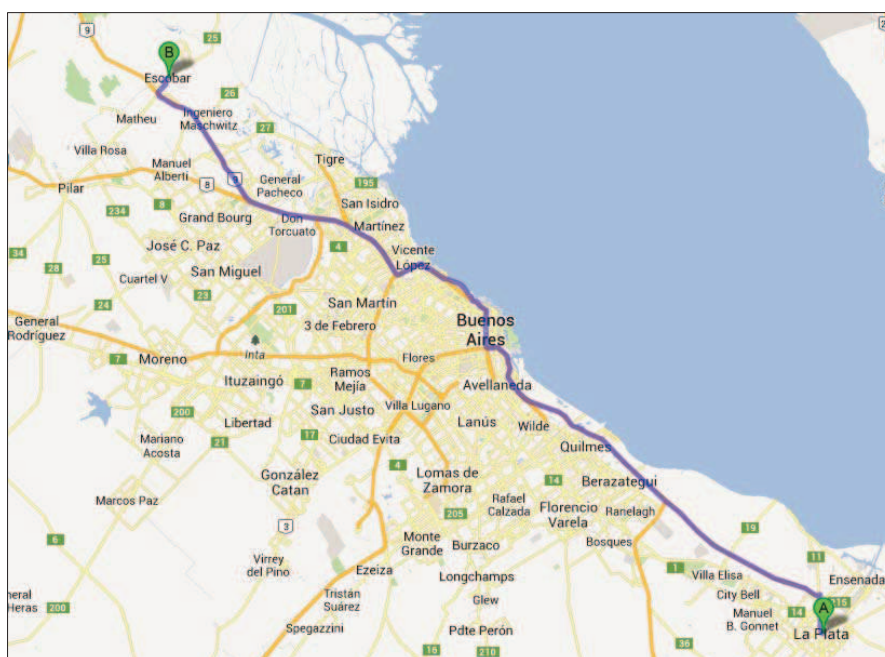 9
B
25
Escobar
26
Matheu
Ingeniero
Maschwitz
27
Villa Rosa
Manuel
Alberti
9
8
General
Pacheco
Tigre
195
Pilar
San Isidro
234
8
Grand Bourg
Don
Torcuato
Martínez
34
José C. Paz
4
Vicente
López
25
28
San Miguel
Cuartel V
23
24
201
San Martín
General
Rodríguez
3 de Febrero
Buenos
Aires
7
Moreno
Inta
Flores
Ituzaingó
7
Ramos
Mejía
Avellaneda
200
San Justo
Villa Lugano
Libertad
17
Lanús
Wilde
Mariano
Acosta
21
Ciudad Evita
Quilmes
González
Catan
4
Lomas de
Zamora
14
Berazategui
Marcos Paz
Rafael
Calzada
Florencio
Varela
Ranelagh
205
3
19
6
Monte
Grande
Burzaco
Bosques
11
Virrey
del Pino
Ezeiza
1
Villa Elisa
Ensenada
Longchamps
City Bell
215
neral
Heras
200
Tristán
Suárez
Glew
14
A
Manuel
B. Gonnet
La Plata
Spegazzini
Pdte Perón
16
210
36